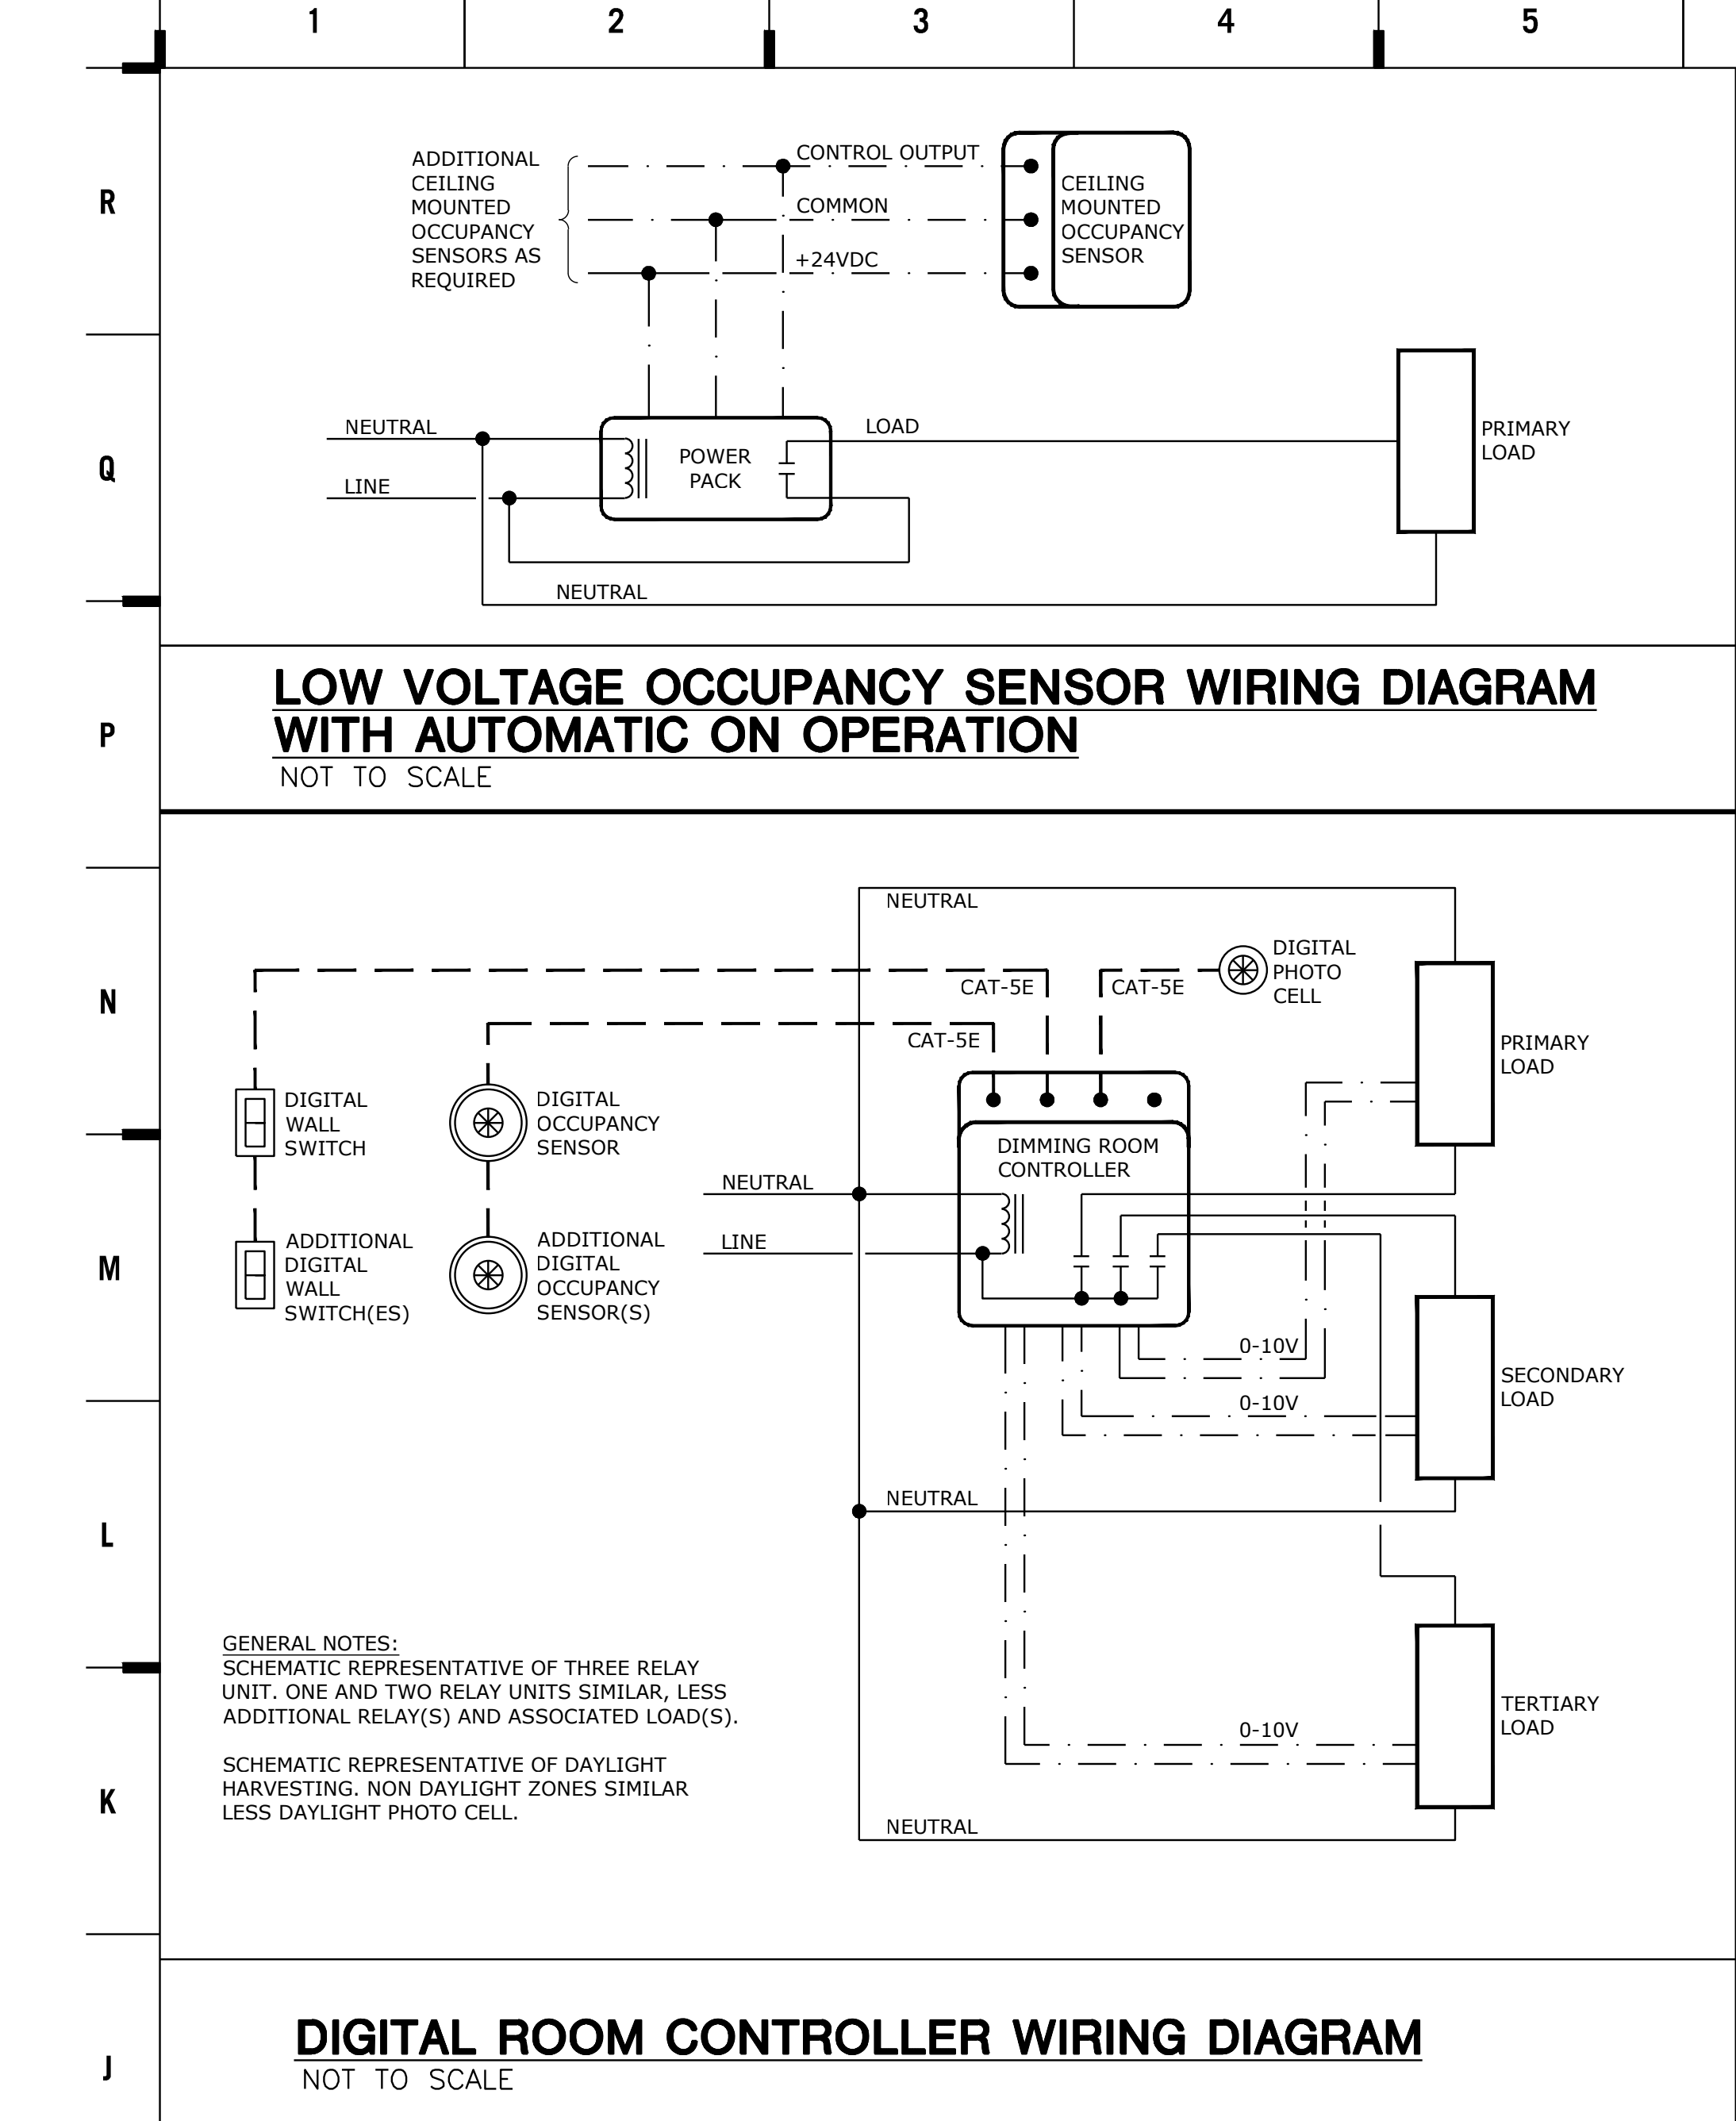 1 2 3 4 5
R
ADDITIONAL
CEILING
MOUNTED
OCCUPANCY
SENSORS AS
REQUIRED
CONTROL OUTPUT
COMMON
+24VDC
CEILING
MOUNTED
OCCUPANCY
SENSOR
Q
NEUTRAL
LINE
POWER
PACK
LOAD
PRIMARY
LOAD
NEUTRAL
P
LOW VOLTAGE OCCUPANCY SENSOR WIRING DIAGRAM
WITH AUTOMATIC ON OPERATION
NOT TO SCALE
N
NEUTRAL
CAT-5E
CAT-5E
DIGITAL
PHOTO
CELL
CAT-5E
PRIMARY
LOAD
DIGITAL
WALL
SWITCH
DIGITAL
OCCUPANCY
SENSOR
DIMMING ROOM
CONTROLLER
NEUTRAL
LINE
M
ADDITIONAL
DIGITAL
WALL
SWITCH(ES)
ADDITIONAL
DIGITAL
OCCUPANCY
SENSOR(S)
0-10V
0-10V
SECONDARY
LOAD
L
NEUTRAL
GENERAL NOTES:
SCHEMATIC REPRESENTATIVE OF THREE RELAY
UNIT. ONE AND TWO RELAY UNITS SIMILAR, LESS
ADDITIONAL RELAY(S) AND ASSOCIATED LOAD(S).
SCHEMATIC REPRESENTATIVE OF DAYLIGHT
HARVESTING. NON DAYLIGHT ZONES SIMILAR
LESS DAYLIGHT PHOTO CELL.
K
0-10V
TERTIARY
LOAD
NEUTRAL
J
DIGITAL ROOM CONTROLLER WIRING DIAGRAM
NOT TO SCALE